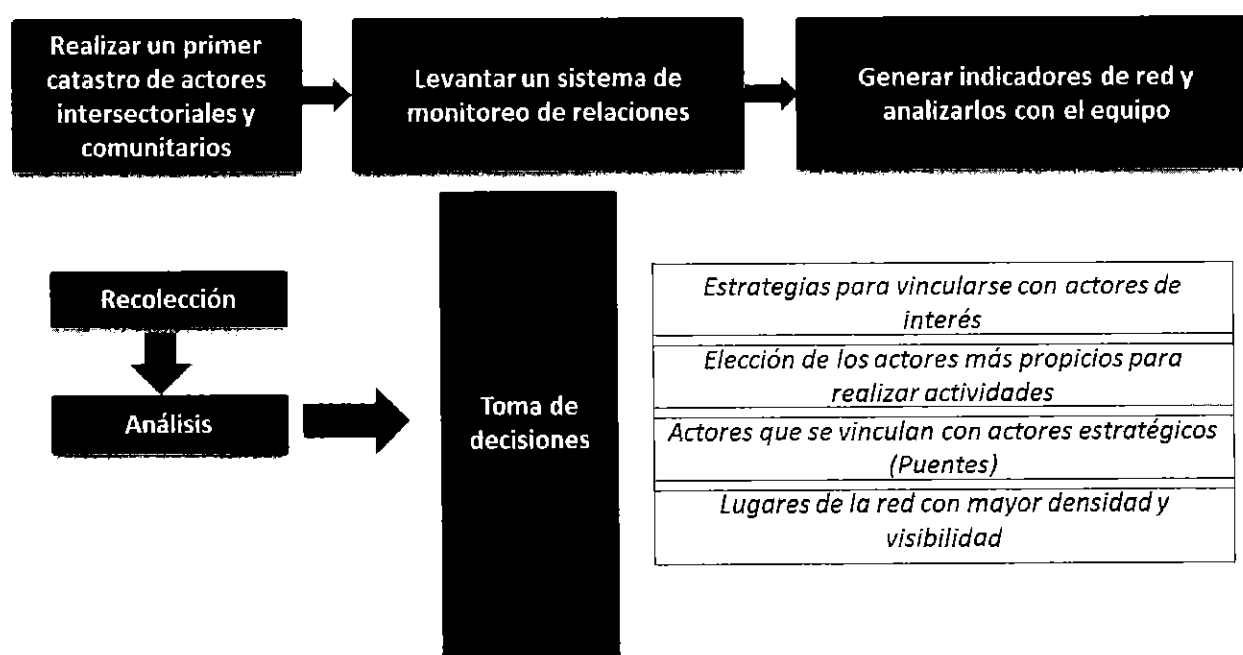 Realizar un primer
catastro de actores
intersectoriales y
comunitarios
Levantar un sistema de
monitoreo de relaciones
Generar indicadores de red y
analizarlos con el equipo
Recolección
Análisis
Toma de
decisiones
Estrategias para vincularse con actores de
interés
Elección de los actores más propicios para
realizar actividades
Actores que se vinculan con actores estratégicos
(Puentes)
Lugares de la red con mayor densidad y
visibilidad